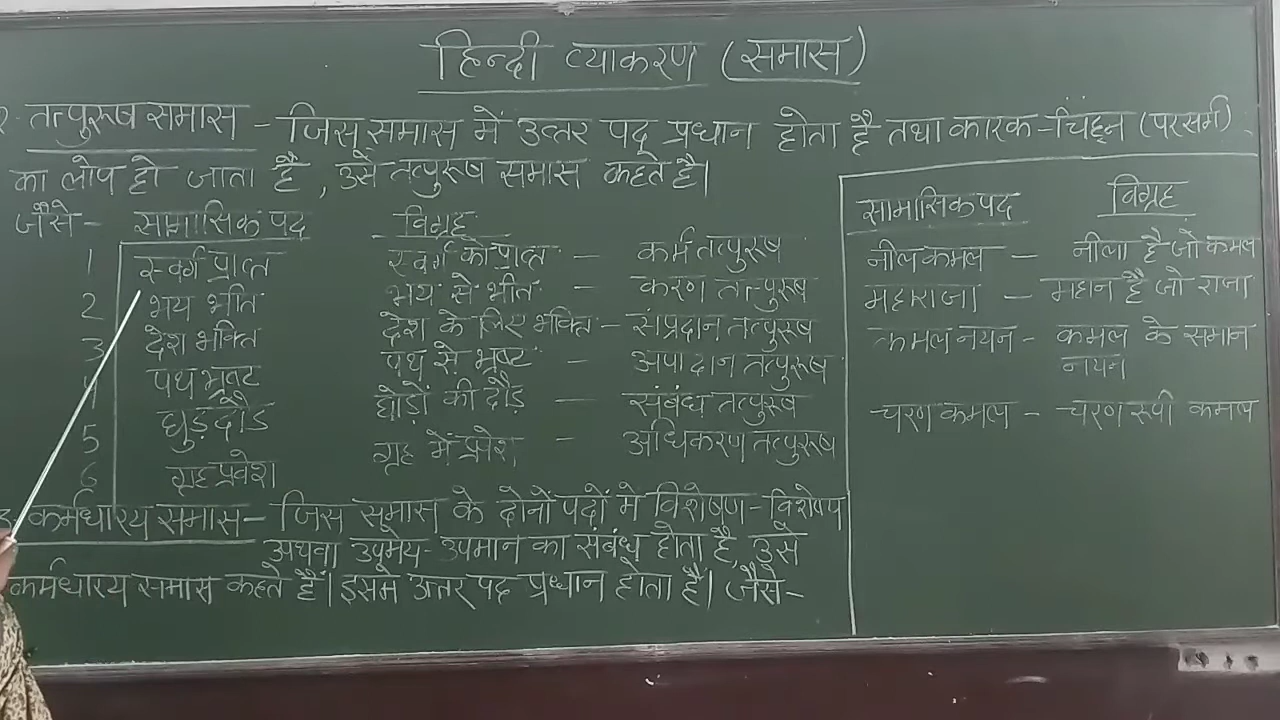 हिन्दी व्याकरण (समास)
२. तत्पुरुष समास - जिस समास में उत्तर पद प्रधान होता है तथा कारक-चिह्न (परसर्ग)
का लोप हो जाता है, उसे तत्पुरुष समास कहते है।
जैसे- सामासिक पद विग्रह
1 स्वर्ग प्राप्त स्वर्ग को प्राप्त - कर्म तत्पुरुष
2 भय भीत भय से भीत - करण तत्पुरुष
3 देश भक्ति देश के लिए भक्ति - संप्रदान तत्पुरुष
4 पथ भ्रष्ट पथ से भ्रष्ट - अपादान तत्पुरुष
5 घुड़दौड़ घोड़ों की दौड़ - संबंध तत्पुरुष
6 गृह प्रवेश गृह में प्रवेश - अधिकरण तत्पुरुष
3. कर्मधारय समास - जिस समास के दोनों पदों मे विशेषण-विशेष्य
अथवा उपमेय-उपमान का संबंध होता है, उसे
कर्मधारय समास कहते हैं। इसमे उत्तर पद प्रधान होता है। जैसे-
सामासिक पद विग्रह
नील कमल - नीला है जो कमल
महाराजा - महान है जो राजा
कमल नयन - कमल के समान
नयन
चरण कमल - चरण रूपी कमल